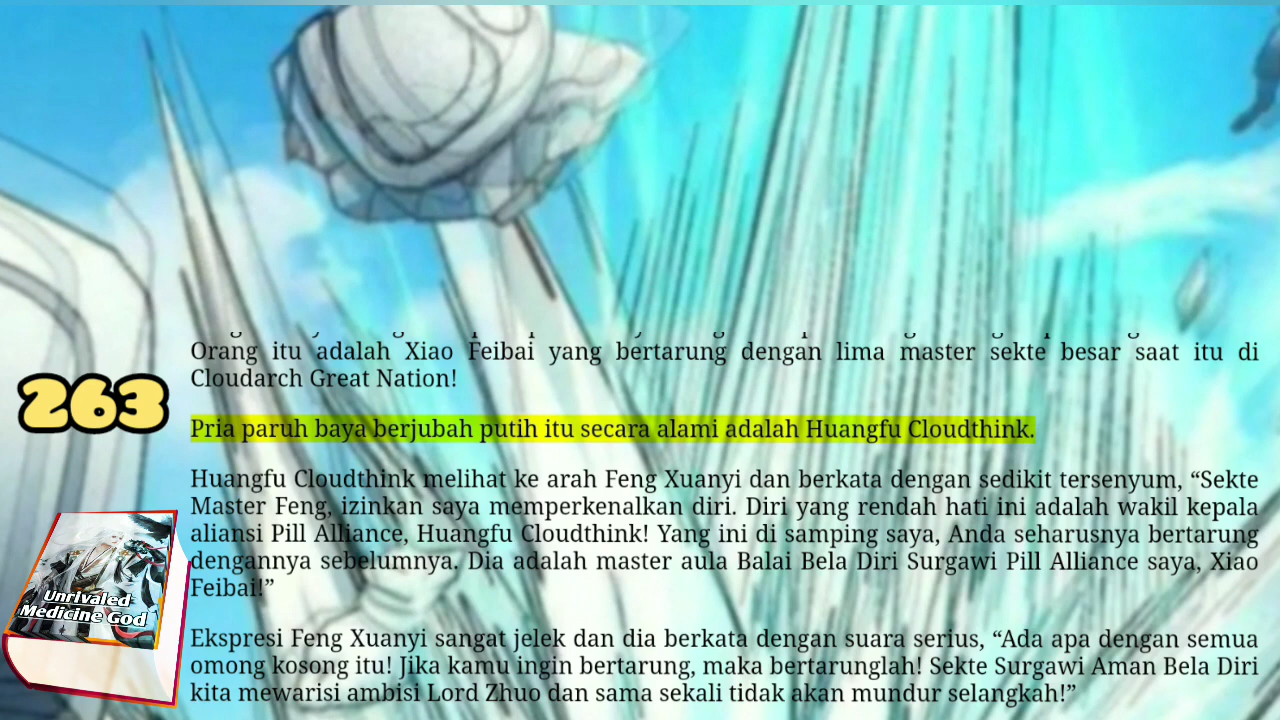 Orang itu adalah Xiao Feibai yang bertarung dengan lima master sekte besar saat itu di
Cloudarch Great Nation!
263
Pria paruh baya berjubah putih itu secara alami adalah Huangfu Cloudthink.
Huangfu Cloudthink melihat ke arah Feng Xuanyi dan berkata dengan sedikit tersenyum, “Sekte
Master Feng, izinkan saya memperkenalkan diri. Diri yang rendah hati ini adalah wakil kepala
aliansi Pill Alliance, Huangfu Cloudthink! Yang ini di samping saya, Anda seharusnya bertarung
dengannya sebelumnya. Dia adalah master aula Balai Bela Diri Surgawi Pill Alliance saya, Xiao
Feibai!”
Unrivaled
Medicine God
Ekspresi Feng Xuanyi sangat jelek dan dia berkata dengan suara serius, “Ada apa dengan semua
omong kosong itu! Jika kamu ingin bertarung, maka bertarunglah! Sekte Surgawi Aman Bela Diri
kita mewarisi ambisi Lord Zhuo dan sama sekali tidak akan mundur selangkah!”